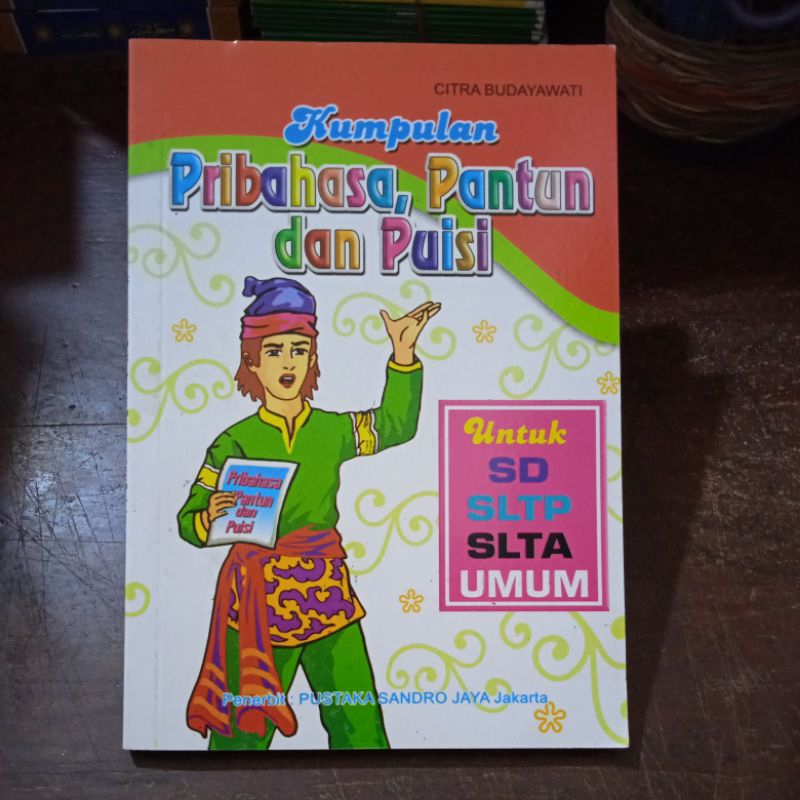 CITRA BUDAYAWATI
Kumpulan
Pribahasa, Pantun
dan Puisi
Untuk
SD
SLTP
SLTA
UMUM
Pribahasa
Pantun
dan
Puisi
Penerbit : PUSTAKA SANDRO JAYA Jakarta